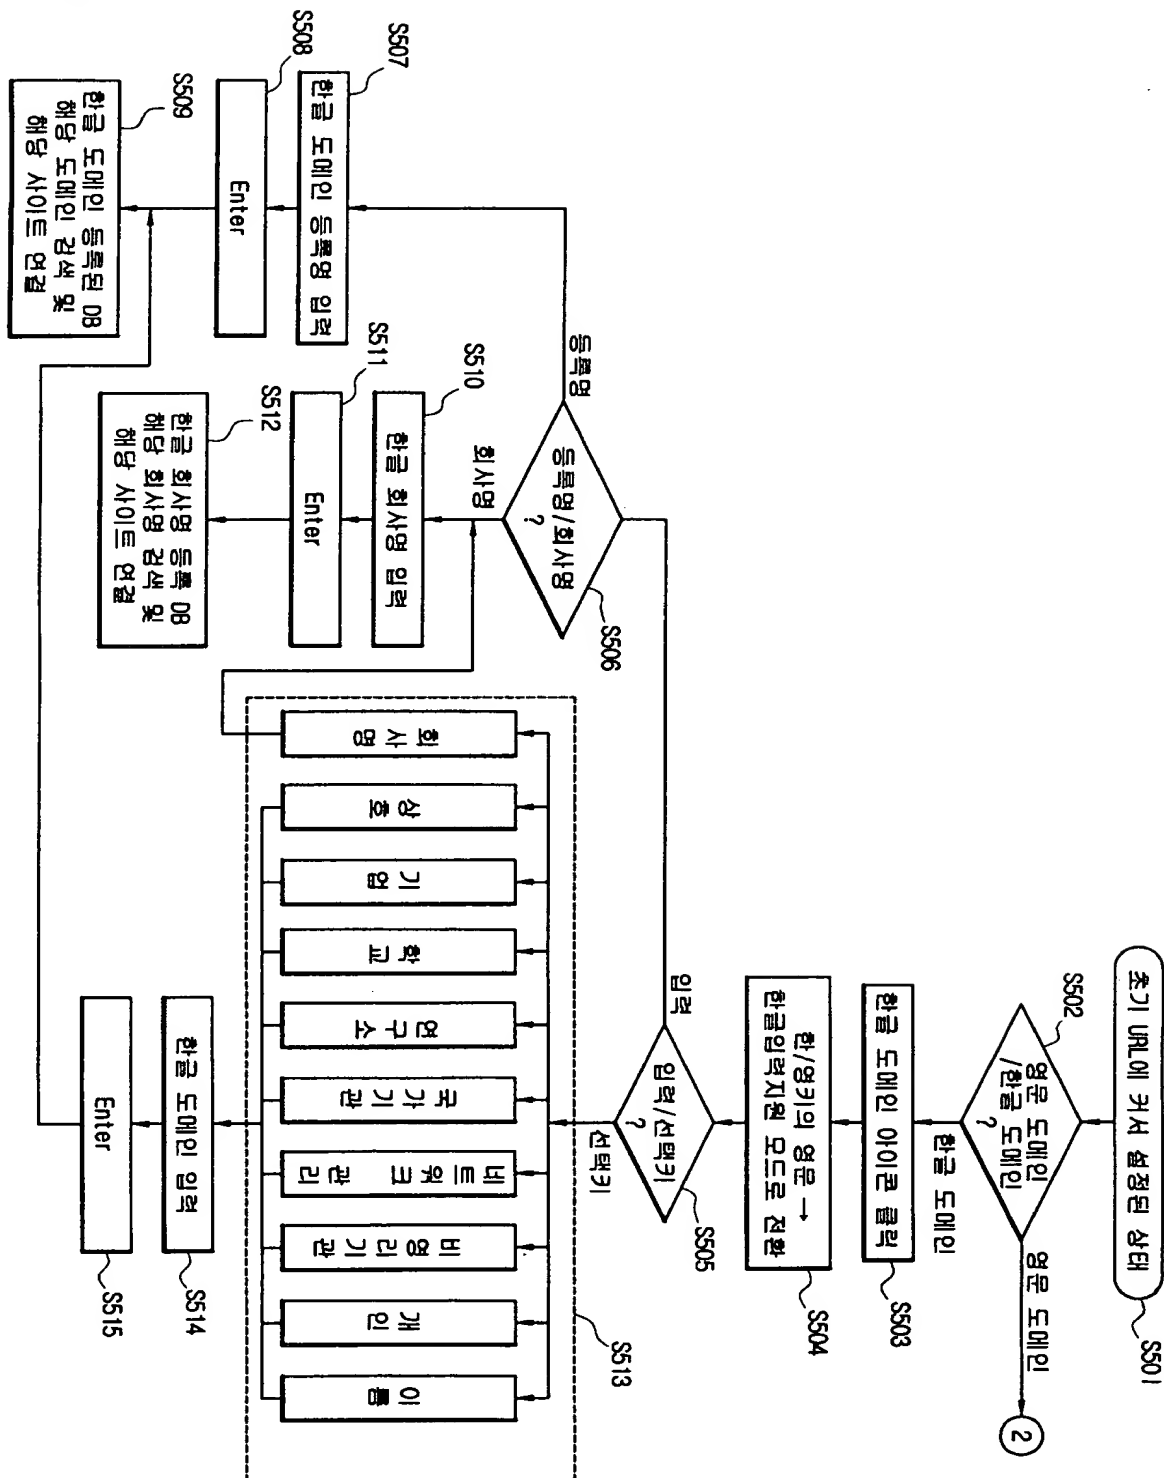 초기 URL에 커서 설정된 상태
S501
S502
영문 도메인
/한글 도메인
?
영문 도메인
2
한글 도메인
한글 도메인 아이콘 클릭
S503
한/영키의 영문 →
한글입력지원 모드로 전환
S504
입력/선택키
?
S505
입력
선택키
등록명/회사명
?
S506
등록명
회사명
S507
한글 도메인 등록명 입력
S508
Enter
S509
한글 도메인 등록된 DB
해당 도메인 검색 및
해당 사이트 연결
S510
한글 회사명 입력
S511
Enter
S512
한글 회사명 등록 DB
해당 회사명 검색 및
해당 사이트 연결
회사명
상호
기업
학교
연구소
국가기관
네트워크 관리
비영리기관
개인
이름
S513
한글 도메인 입력
S514
Enter
S515